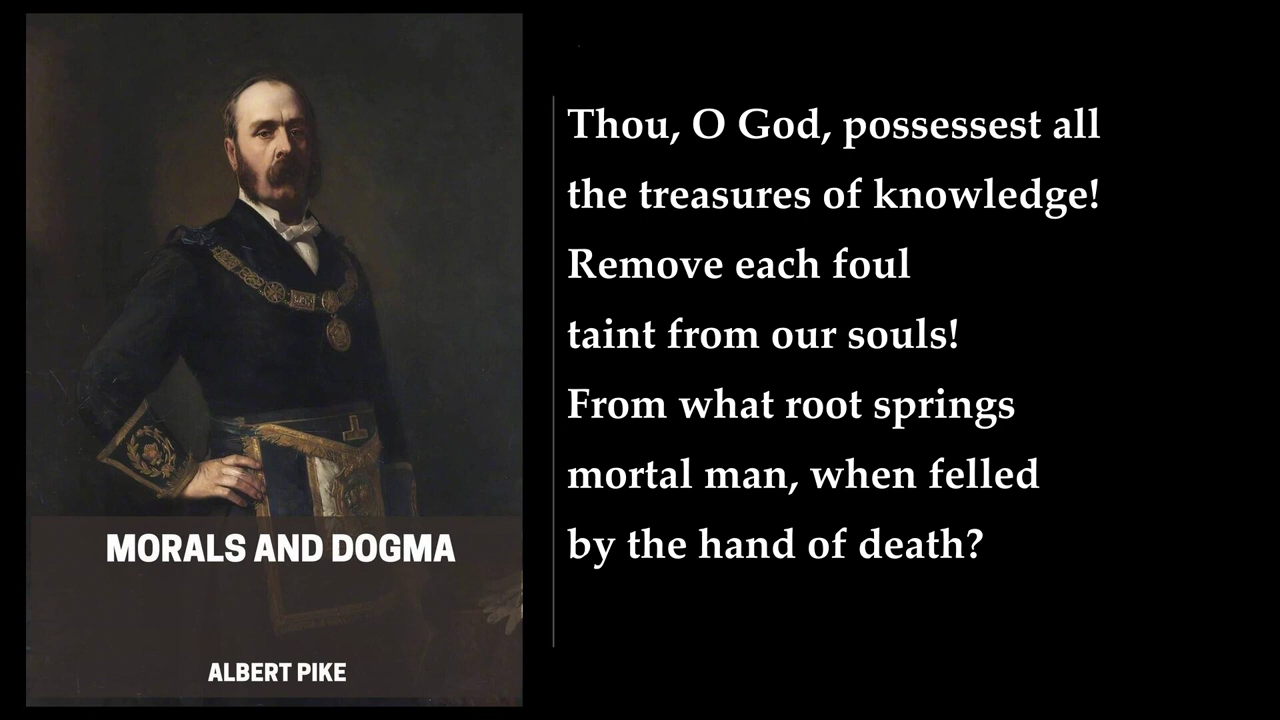 MORALS AND DOGMA
ALBERT PIKE
Thou, O God, possessest all
the treasures of knowledge!
Remove each foul
taint from our souls!
From what root springs
mortal man, when felled
by the hand of death?